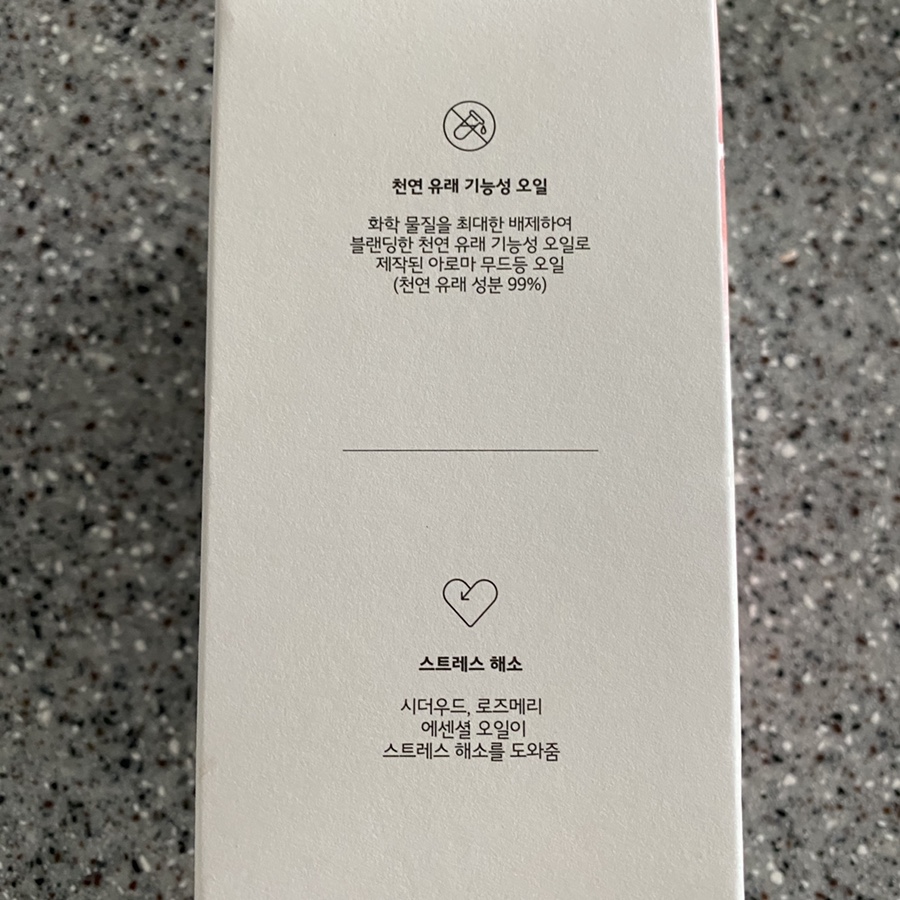 천연 유래 기능성 오일
화학 물질을 최대한 배제하여
블랜딩한 천연 유래 기능성 오일로
제작된 아로마 무드등 오일
(천연 유래 성분 99%)
스트레스 해소
시더우드, 로즈메리
에센셜 오일이
스트레스 해소를 도와줌